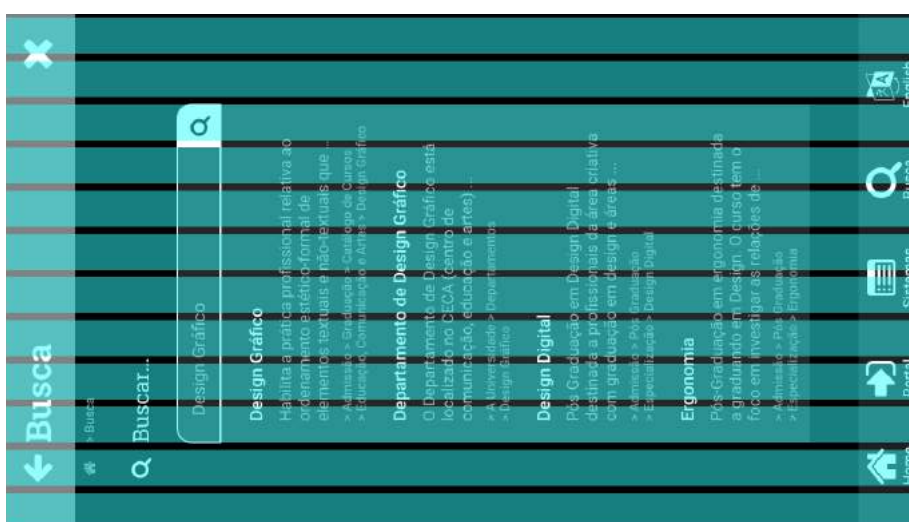 Busca
> Busca
Buscar...
Design Gráfico
Design Gráfico
Habilita a prática profissional relativa ao
ordenamento estético-formal de
elementos textuais e não-textuais que ...
> Admissão > Graduação > Catálogo de Cursos
> Educação, Comunicação e Artes > Design Gráfico
Departamento de Design Gráfico
O Departamento de Design Gráfico está
localizado no CECA (centro de
comunicação, educação e artes) ...
> A Universidade > Departamentos
> Design Gráfico
Design Digital
Pós Graduação em Design Digital
destinada a profissionais da área criativa
com graduação em design e áreas ...
> Admissão > Pós Graduação
> Especialização > Design Digital
Ergonomia
Pós Graduação em ergonomia destinada
a graduando em Design. O curso tem o
foco em investigar as relações de ...
> Admissão > Pós Graduação
> Especialização > Ergonomia
Home
Portal
Sistemas
Busca
English